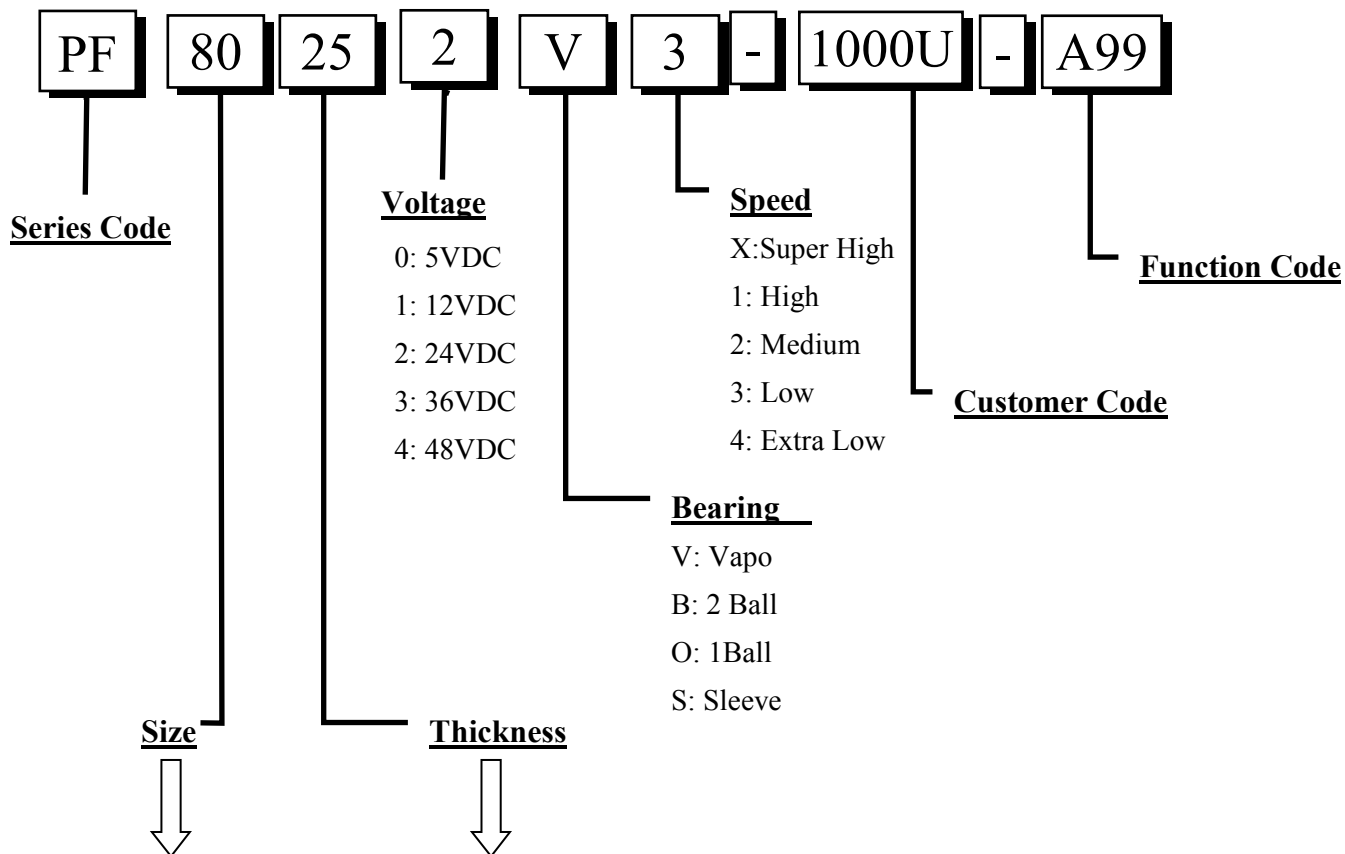 PF 80 25 2 V 3 - 1000U - A99
Series Code
Voltage
0: 5VDC
1: 12VDC
2: 24VDC
3: 36VDC
4: 48VDC
Speed
X:Super High
1: High
2: Medium
3: Low
4: Extra Low
Function Code
Customer Code
Bearing
V: Vapo
B: 2 Ball
O: 1Ball
S: Sleeve
Size
Thickness